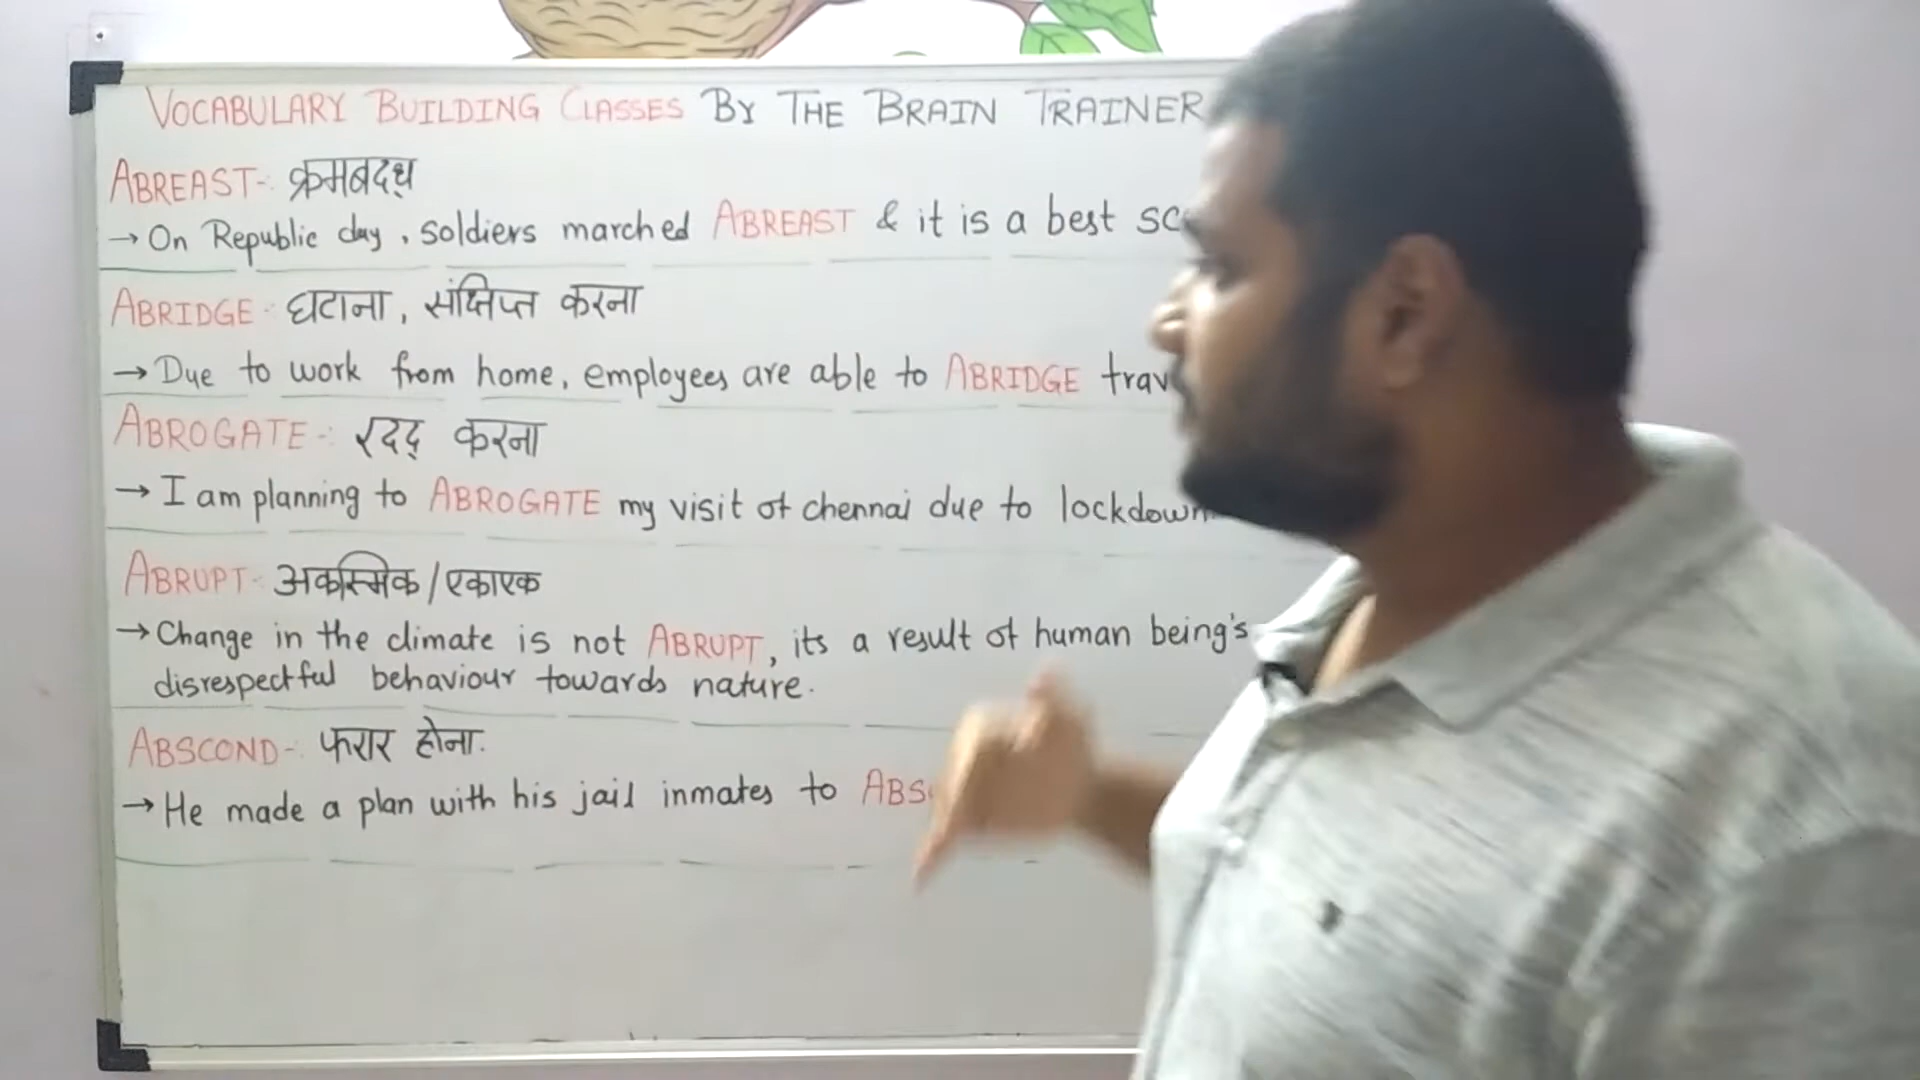 VOCABULARY BUILDING CLASSES BY THE BRAIN TRAINER
ABREAST-: क्रमबदध्
→ On Republic day, soldiers marched ABREAST & it is a best
ABRIDGE-: घटाना, संक्षिप्त करना
→ Due to work from home, employees are able to ABRIDGE
ABROGATE-: रदद् करना
→ I am planning to ABROGATE my visit of chennai due to lockdown
ABRUPT-: अकस्मिक/एकाएक
→ Change in the climate is not ABRUPT, its a result of human being's
disrespectful behaviour towards nature.
ABSCOND-: फरार होना.
→ He made a plan with his jail inmates to